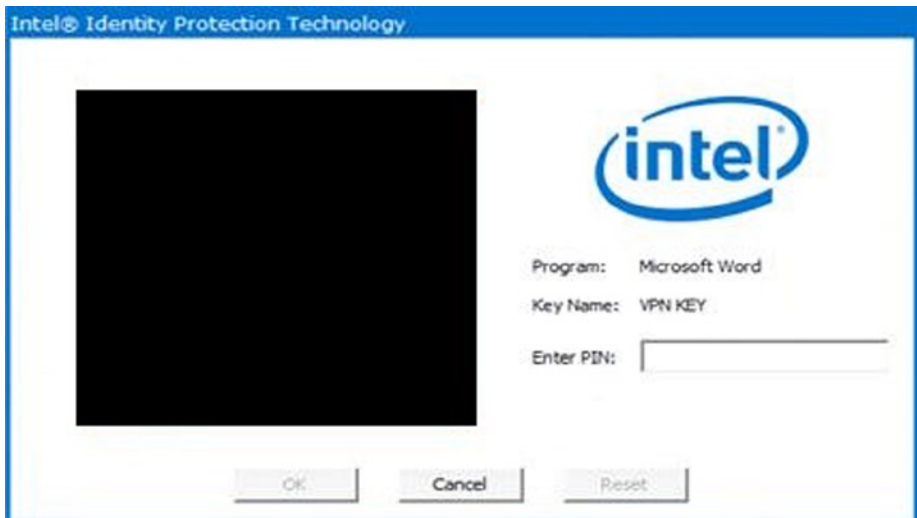 Intel® Identity Protection Technology
intel
Program: Microsoft Word
Key Name: VPN KEY
Enter PIN:
OK Cancel Reset